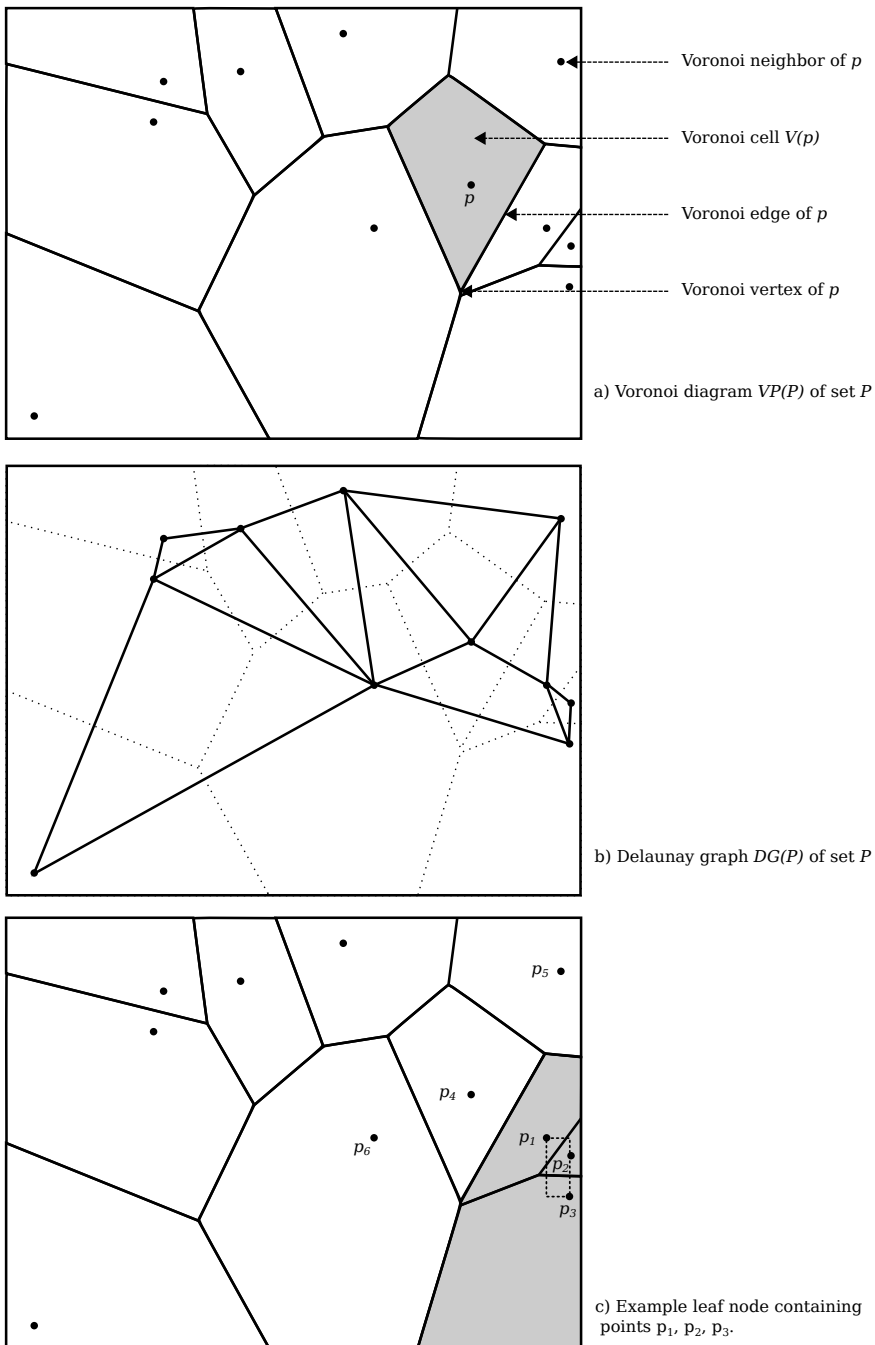 Voronoi neighbor of p
Voronoi cell V(p)
p
Voronoi edge of p
Voronoi vertex of p
a) Voronoi diagram VP(P) of set P
b) Delaunay graph DG(P) of set P
p5
p4
p1
p6
p2
p3
c) Example leaf node containing
points p1, p2, p3.